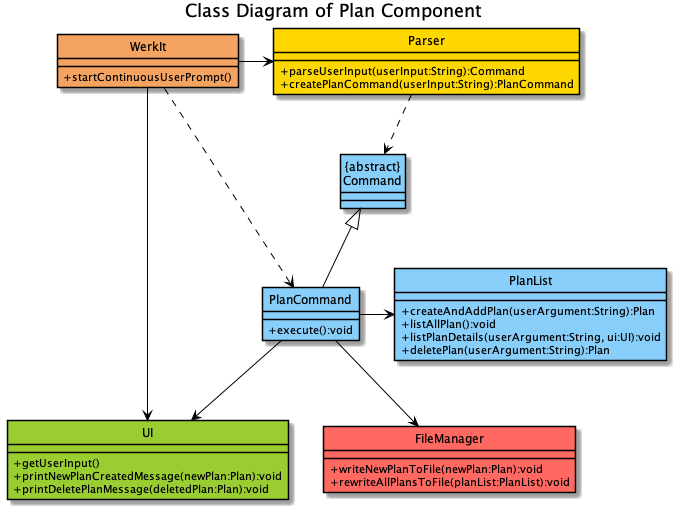 Class Diagram of Plan Component
WerkIt
+startContinuousUserPrompt()
Parser
+parseUserInput(userInput:String):Command
+createPlanCommand(userInput:String):PlanCommand
{abstract}
Command
PlanCommand
+execute():void
PlanList
+createAndAddPlan(userArgument:String):Plan
+listAllPlan():void
+listPlanDetails(userArgument:String, ui:UI):void
+deletePlan(userArgument:String):Plan
UI
+getUserInput()
+printNewPlanCreatedMessage(newPlan:Plan):void
+printDeletePlanMessage(deletedPlan:Plan):void
FileManager
+writeNewPlanToFile(newPlan:Plan):void
+rewriteAllPlansToFile(planList:PlanList):void